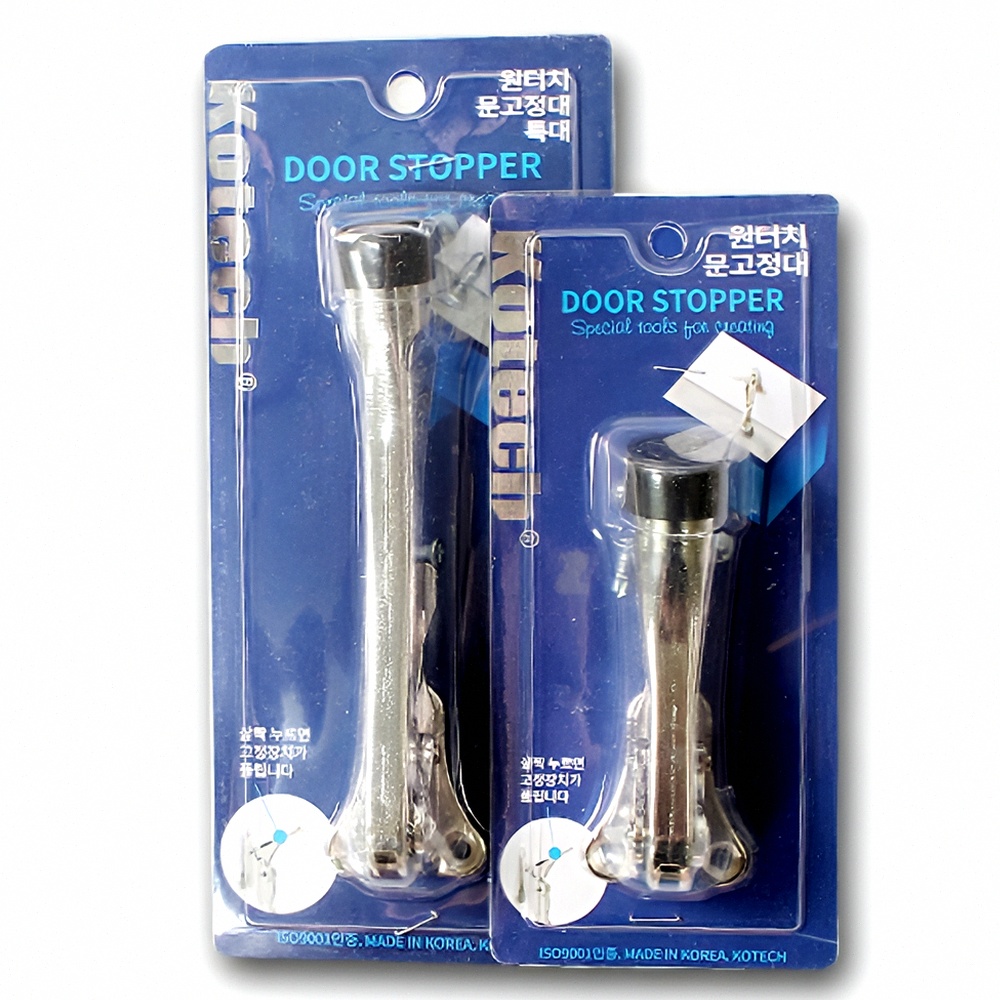 원터치
문고정대
특대
DOOR STOPPER
Special tools for
Kotech®
살짝 누르면
고정장치가
풀립니다
ISO9001인증. MADE IN KOREA. K
원터치
문고정대
DOOR STOPPER
Special tools for creating
Kotech®
살짝 누르면
고정장치가
풀립니다
ISO9001인증. MADE IN KOREA. KOTECH